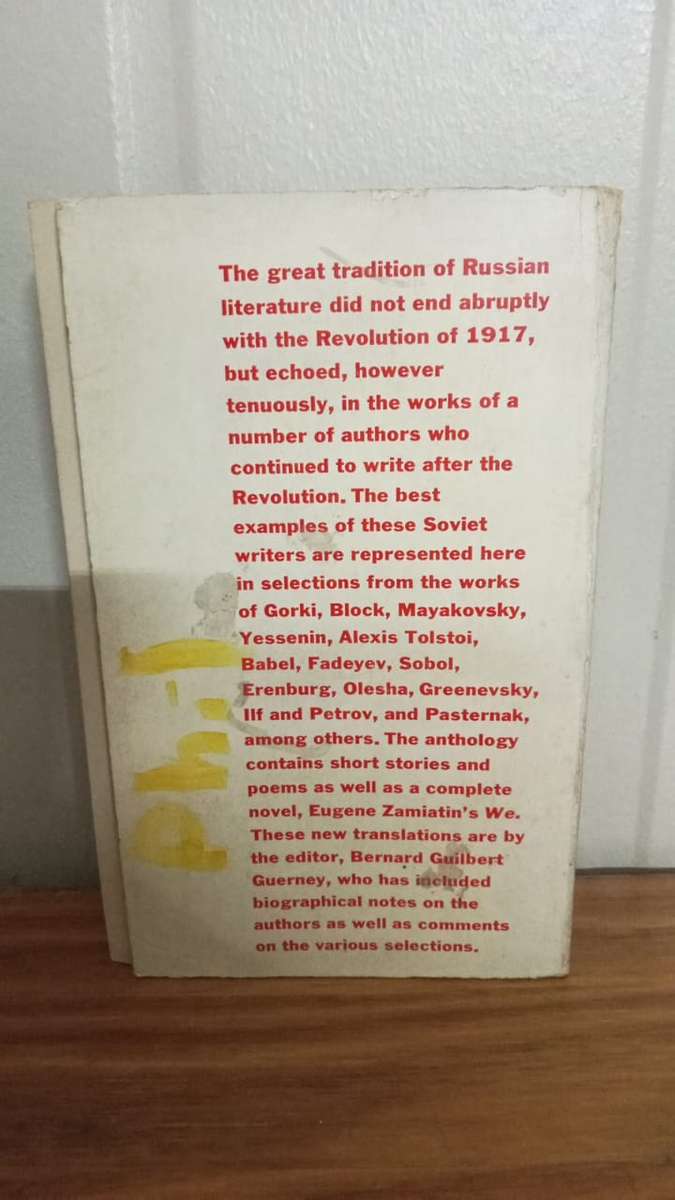 The great tradition of Russian
literature did not end abruptly
with the Revolution of 1917,
but echoed, however
tenuously, in the works of a
number of authors who
continued to write after the
Revolution. The best
examples of these Soviet
writers are represented here
in selections from the works
of Gorki, Block, Mayakovsky,
Yessenin, Alexis Tolstoi,
Babel, Fadeyev, Sobol,
Erenburg, Olesha, Greenevsky,
Ilf and Petrov, and Pasternak,
among others. The anthology
contains short stories and
poems as well as a complete
novel, Eugene Zamiatin's We.
These new translations are by
the editor, Bernard Guilbert
Guerney, who has included
biographical notes on the
authors as well as comments
on the various selections.
Phil